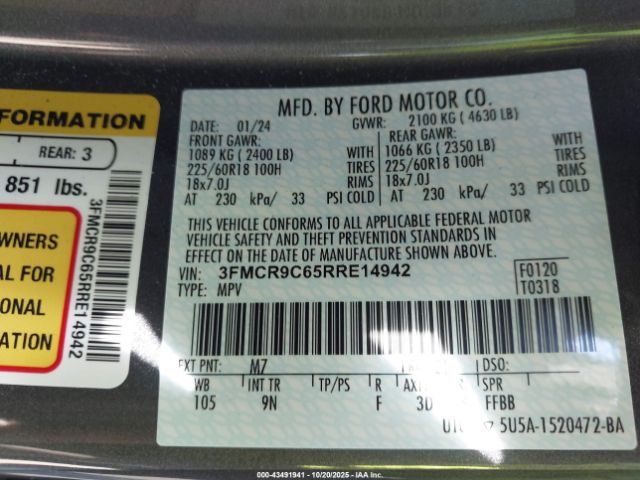 FORMATION
REAR: 3
851 lbs.
WNERS
AL FOR
ONAL
ATION
3FMCR9C65RRE14942
MFD. BY FORD MOTOR CO.
DATE: 01/24 GVWR: 2100 KG ( 4630 LB)
FRONT GAWR: REAR GAWR:
1089 KG ( 2400 LB) WITH 1066 KG ( 2350 LB) WITH
225/60R18 100H TIRES 225/60R18 100H TIRES
18x7.0J RIMS 18x7.0J RIMS
AT 230 kPa/ 33 PSI COLD AT 230 kPa/ 33 PSI COLD
THIS VEHICLE CONFORMS TO ALL APPLICABLE FEDERAL MOTOR
VEHICLE SAFETY AND THEFT PREVENTION STANDARDS IN
EFFECT ON THE DATE OF MANUFACTURE SHOWN ABOVE.
VIN: 3FMCR9C65RRE14942 F0120
TYPE: MPV T0318
EXT PNT: M7 DSO:
WB INT TR TP/PS R SPR
105 9N F 3D FFBB
5U5A-1520472-BA
000-43491941 - 10/20/2025 - IAAI.COM